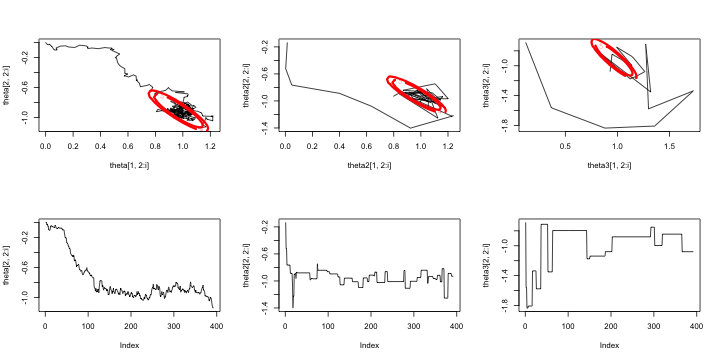 theta[2, 2:i]
-0.2
-0.6
-1.0
0.0 0.2 0.4 0.6 0.8 1.0 1.2
theta[1, 2:i]
theta2[2, 2:i]
-0.2
-0.6
-1.0
-1.4
0.0 0.2 0.4 0.6 0.8 1.0 1.2
theta2[1, 2:i]
theta3[2, 2:i]
-1.0
-1.4
-1.8
0.5 1.0 1.5
theta3[1, 2:i]
theta[2, 2:i]
-0.2
-0.6
-1.0
0 100 200 300 400
Index
theta2[2, 2:i]
-0.2
-0.6
-1.0
-1.4
0 100 200 300 400
Index
theta3[2, 2:i]
-1.0
-1.4
-1.8
0 100 200 300 400
Index